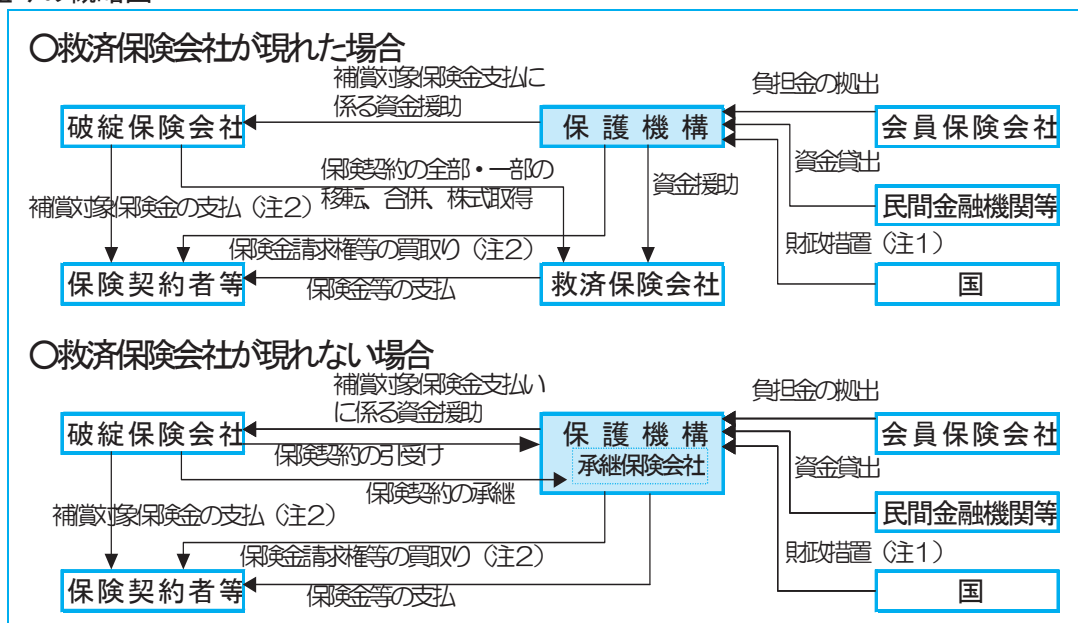 ○救済保険会社が現れた場合
補償対象保険金支払に
係る資金援助
負担金の拠出
破綻保険会社
保護機構
会員保険会社
保険契約の全部・一部の
移転、合併、株式取得
資金援助
資金貸出
補償対象保険金の支払（注2）
民間金融機関等
保険金請求権等の買取り（注2）
財政措置（注1）
保険契約者等
保険金等の支払
救済保険会社
国
○救済保険会社が現れない場合
補償対象保険金支払い
に係る資金援助
負担金の拠出
破綻保険会社
保護機構
会員保険会社
保険契約の引受け
承継保険会社
資金貸出
保険契約の承継
補償対象保険金の支払（注2）
民間金融機関等
保険金請求権等の買取り（注2）
財政措置（注1）
保険契約者等
保険金等の支払
国